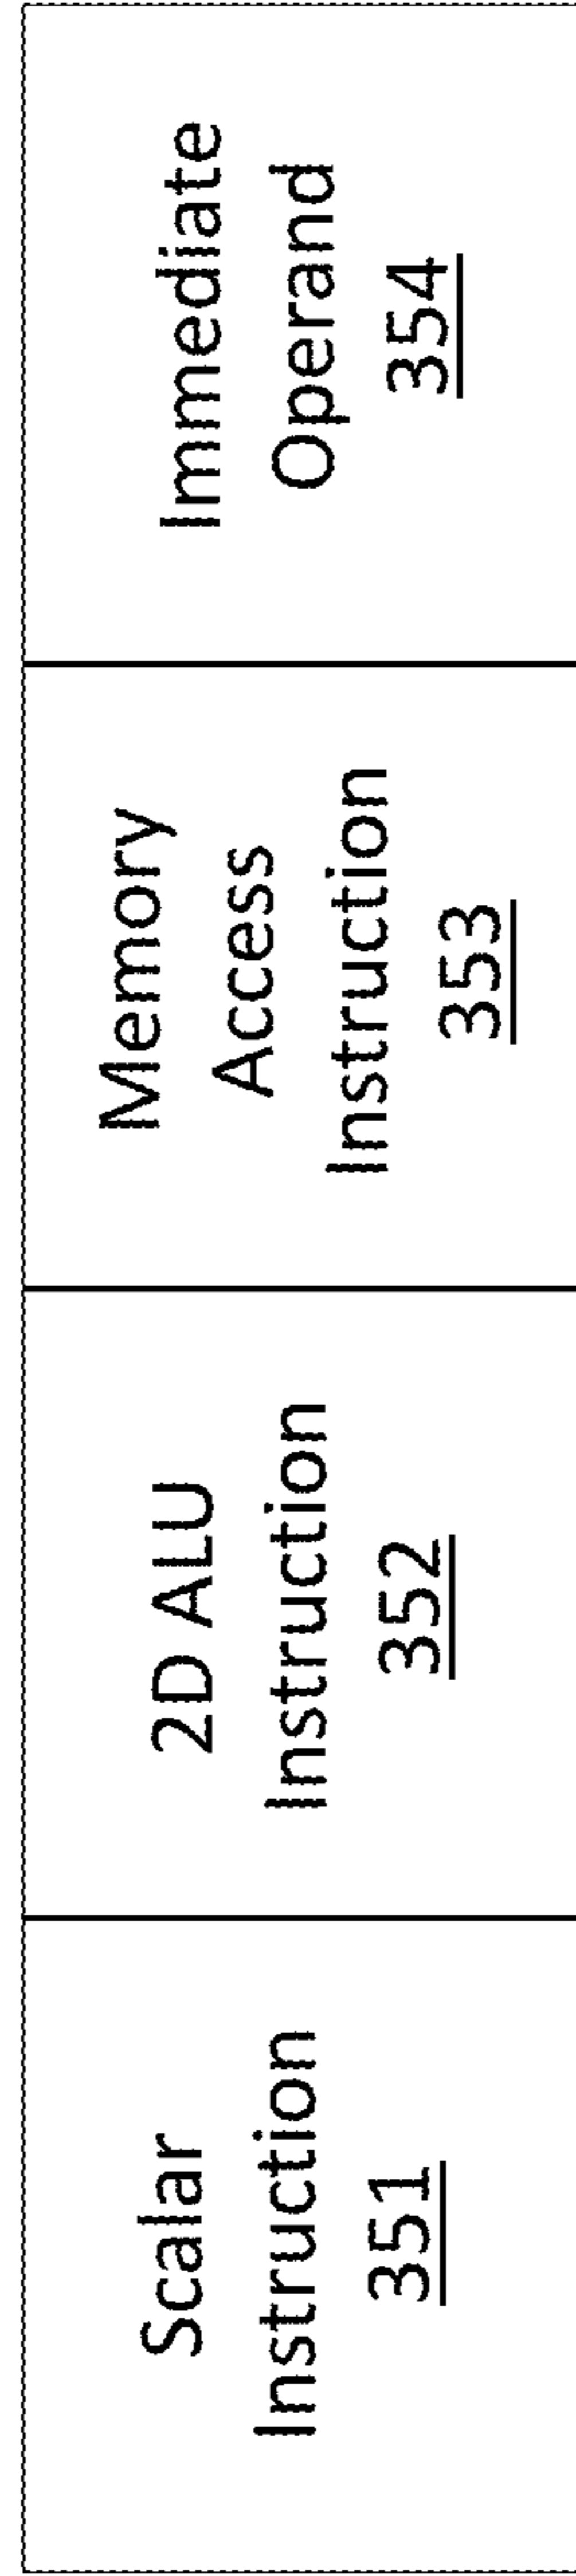 Scalar
Instruction
351
2D ALU
Instruction
352
Memory
Access
Instruction
353
Immediate
Operand
354